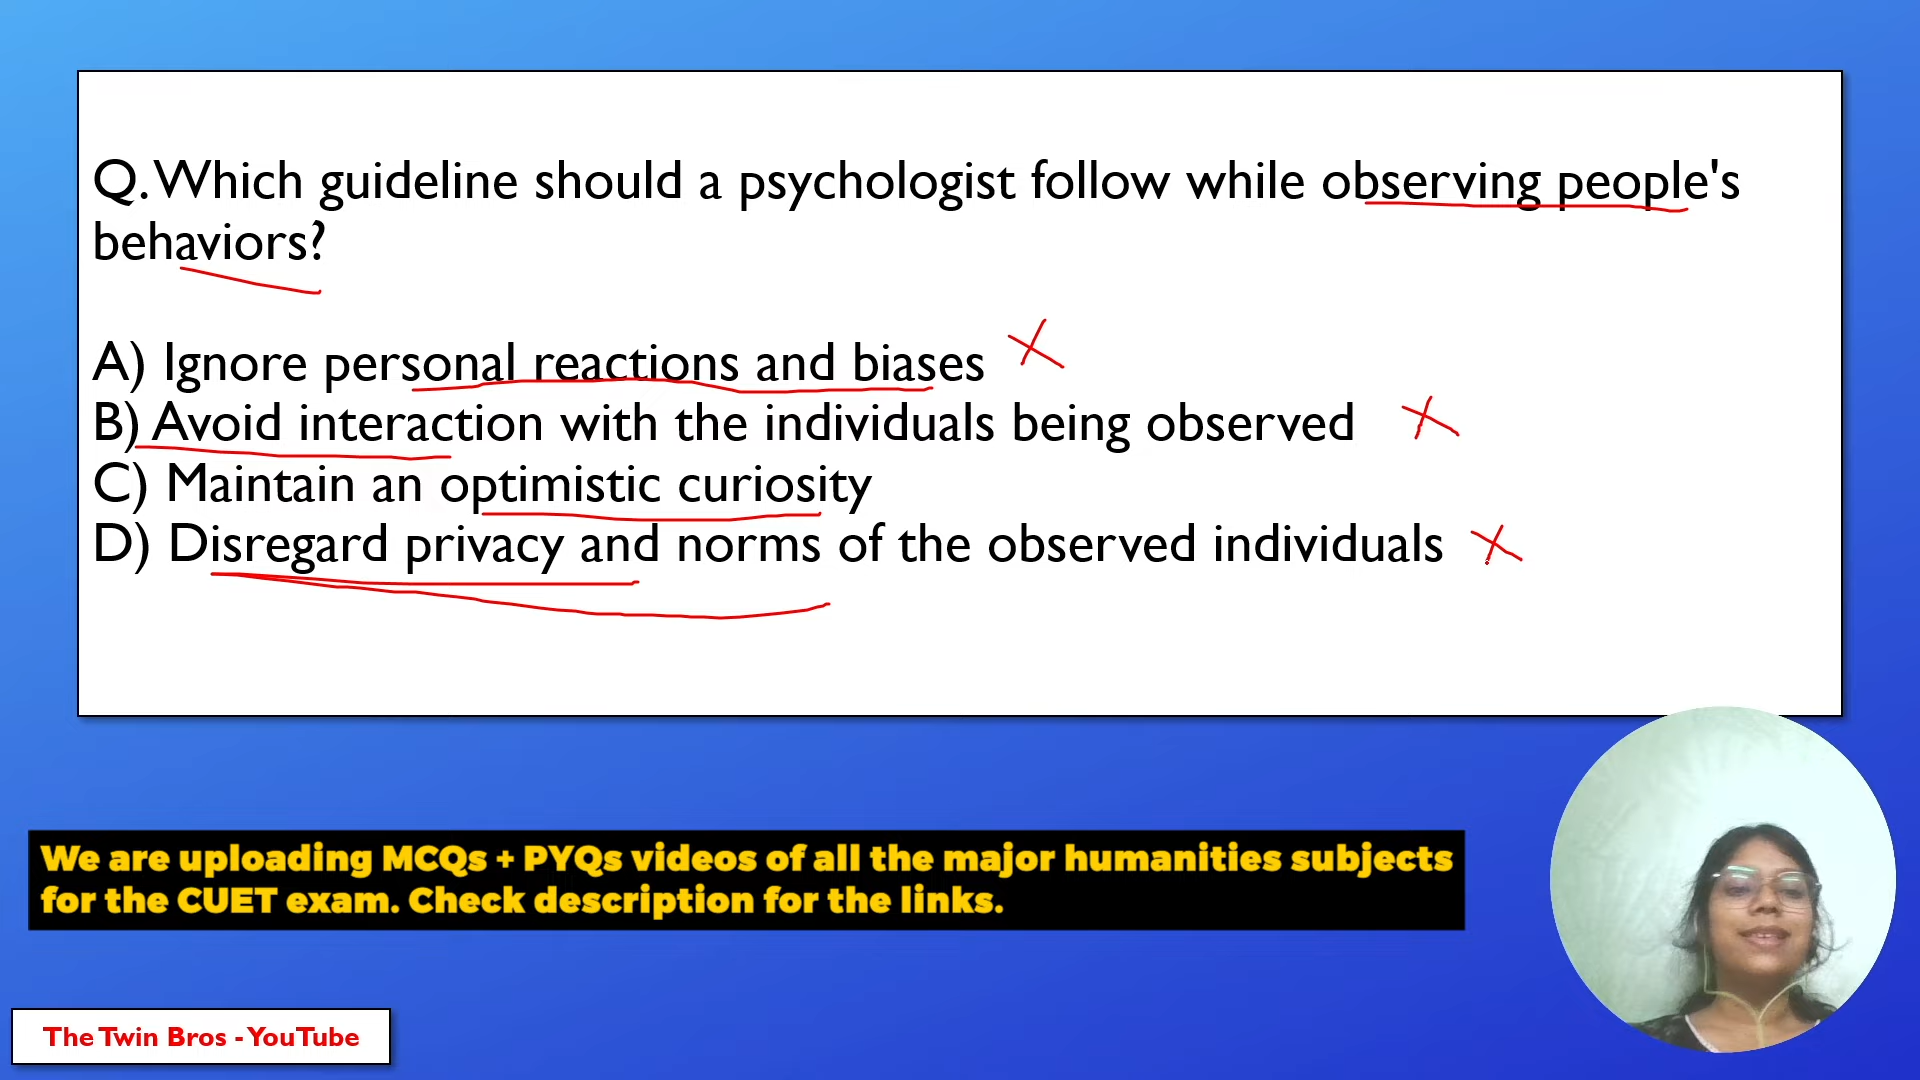 Q. Which guideline should a psychologist follow while observing people's
behaviors?
A) Ignore personal reactions and biases
B) Avoid interaction with the individuals being observed
C) Maintain an optimistic curiosity
D) Disregard privacy and norms of the observed individuals
We are uploading MCQs + PYQs videos of all the major humanities subjects
for the CUET exam. Check description for the links.
The Twin Bros - YouTube